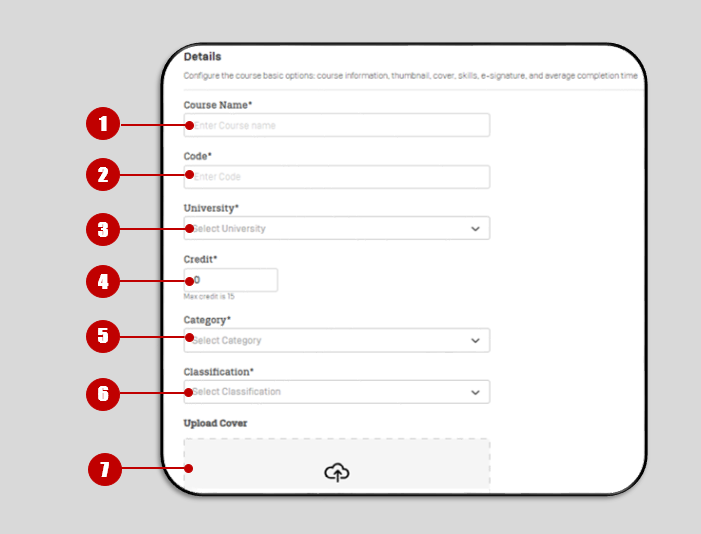 Details
Configure the course basic options: course information, thumbnail, cover, skills, e-signature, and average completion time
Course Name*
1 Enter Course name
Code*
2 Enter Code
University*
3 Select University
Credit*
4 0
Max credit is 15
Category*
5 Select Category
Classification*
6 Select Classification
Upload Cover
7